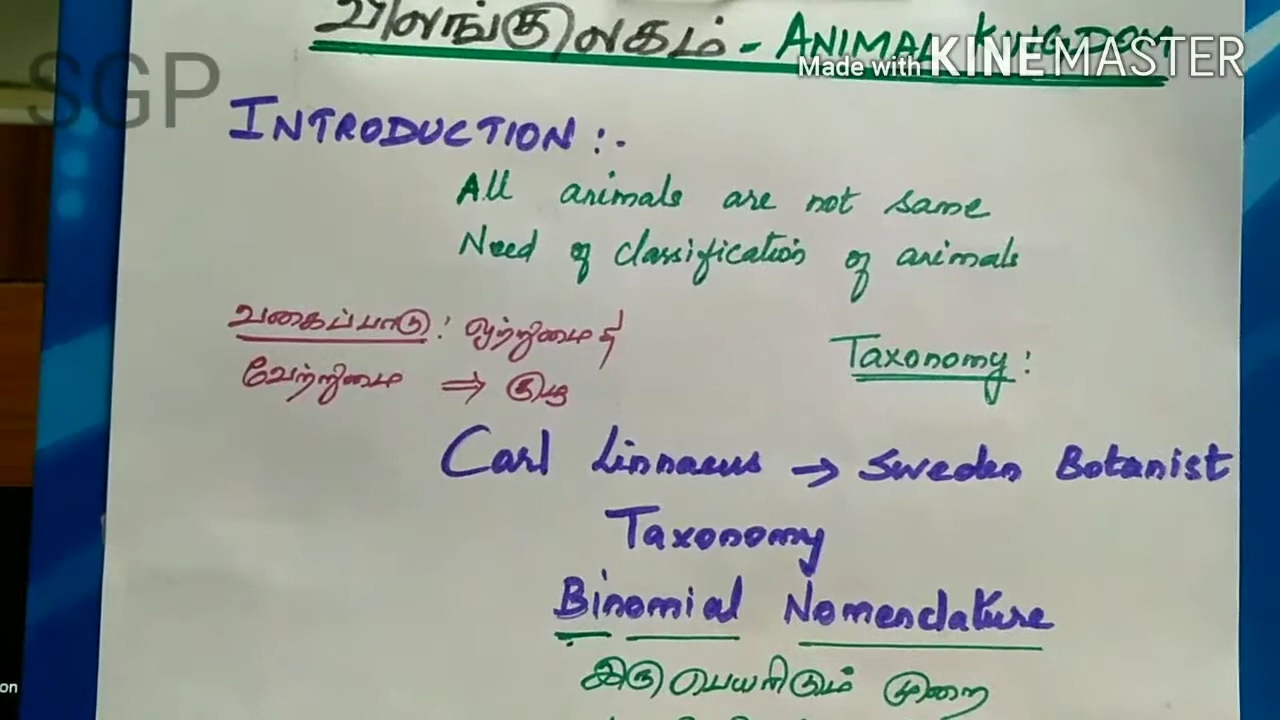 விலங்குலகம் - ANIMAL KINGDOM
Made with KINEMASTER
SGP
INTRODUCTION :-
All animals are not same
Need of classification of animals
வகைப்பாடு : ஒற்றுமை
வேற்றுமை ⇒ குழு
Taxonomy :
Carl Linnaeus → Sweden Botanist
Taxonomy
Binomial Nomenclature
இரு பெயரிடும் முறை
on